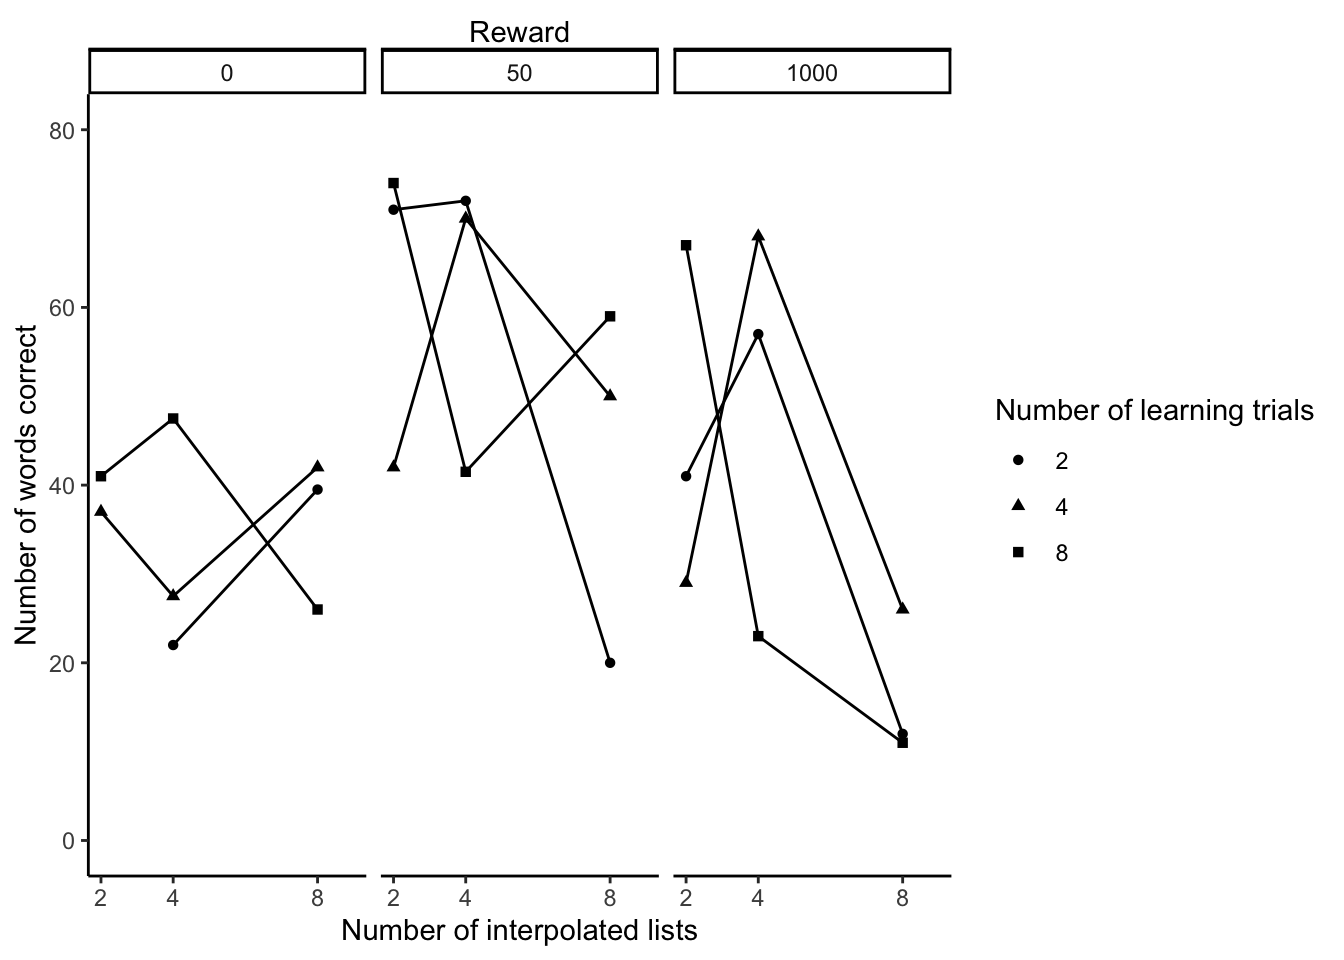 Reward
0 50 1000
80
60
40
20
0
Number of words correct
2 4 8 2 4 8 2 4 8
Number of interpolated lists
Number of learning trials
2
4
8